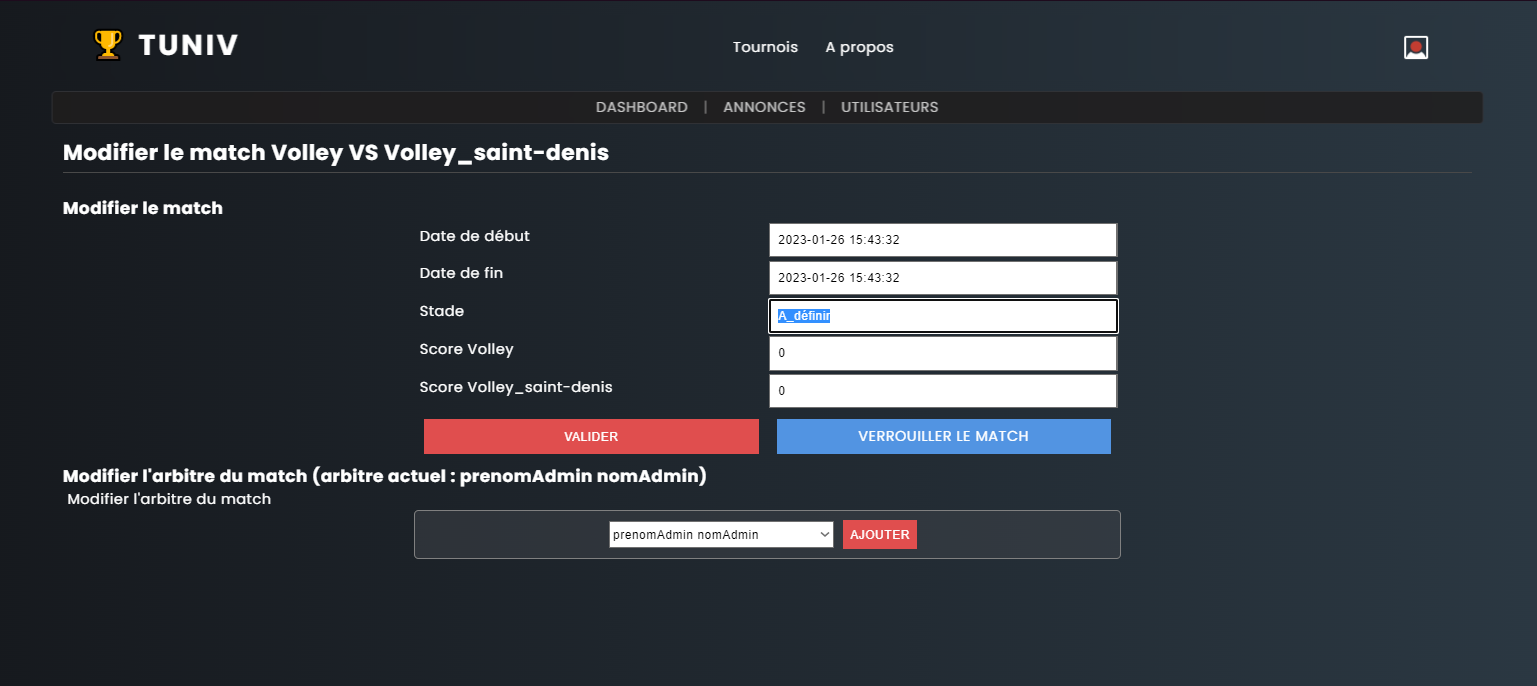 TUNIV
Tournois A propos
DASHBOARD | ANNONCES | UTILISATEURS
Modifier le match Volley VS Volley_saint-denis
Modifier le match
Date de début 2023-01-26 15:43:32
Date de fin 2023-01-26 15:43:32
Stade A_définir
Score Volley 0
Score Volley_saint-denis 0
VALIDER VERROUILLER LE MATCH
Modifier l'arbitre du match (arbitre actuel : prenomAdmin nomAdmin)
Modifier l'arbitre du match
prenomAdmin nomAdmin AJOUTER